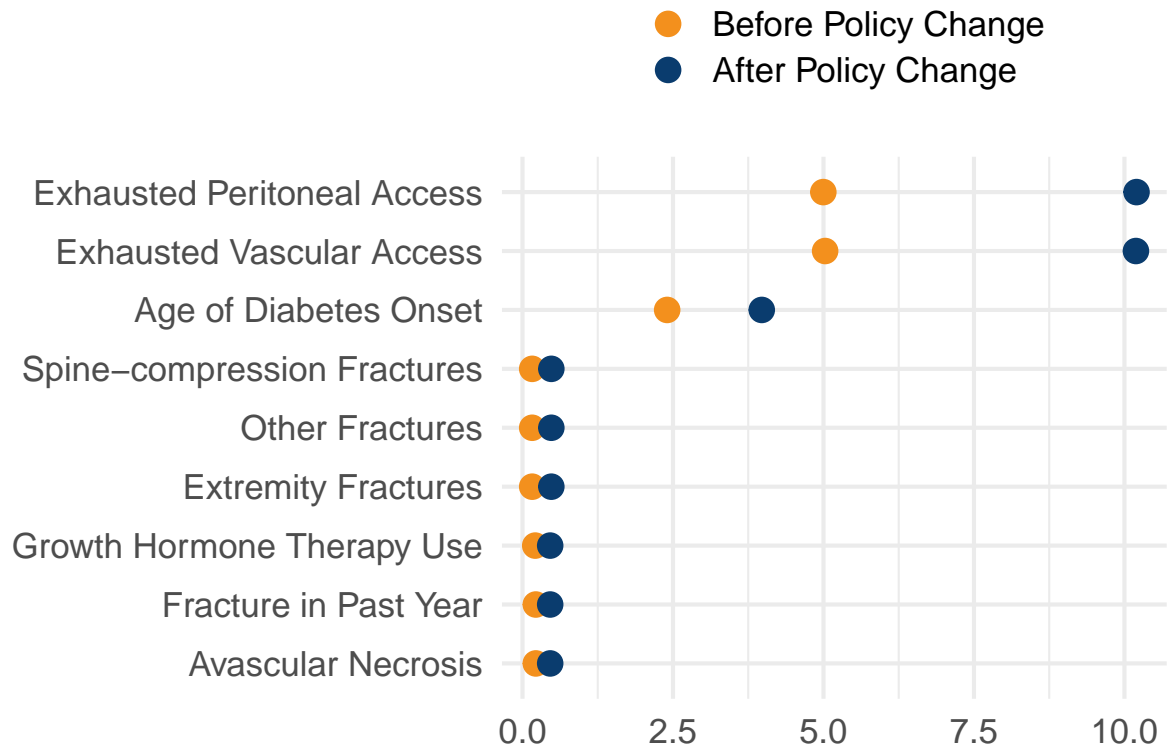 Before Policy Change
After Policy Change
Exhausted Peritoneal Access
Exhausted Vascular Access
Age of Diabetes Onset
Spine−compression Fractures
Other Fractures
Extremity Fractures
Growth Hormone Therapy Use
Fracture in Past Year
Avascular Necrosis
0.0 2.5 5.0 7.5 10.0